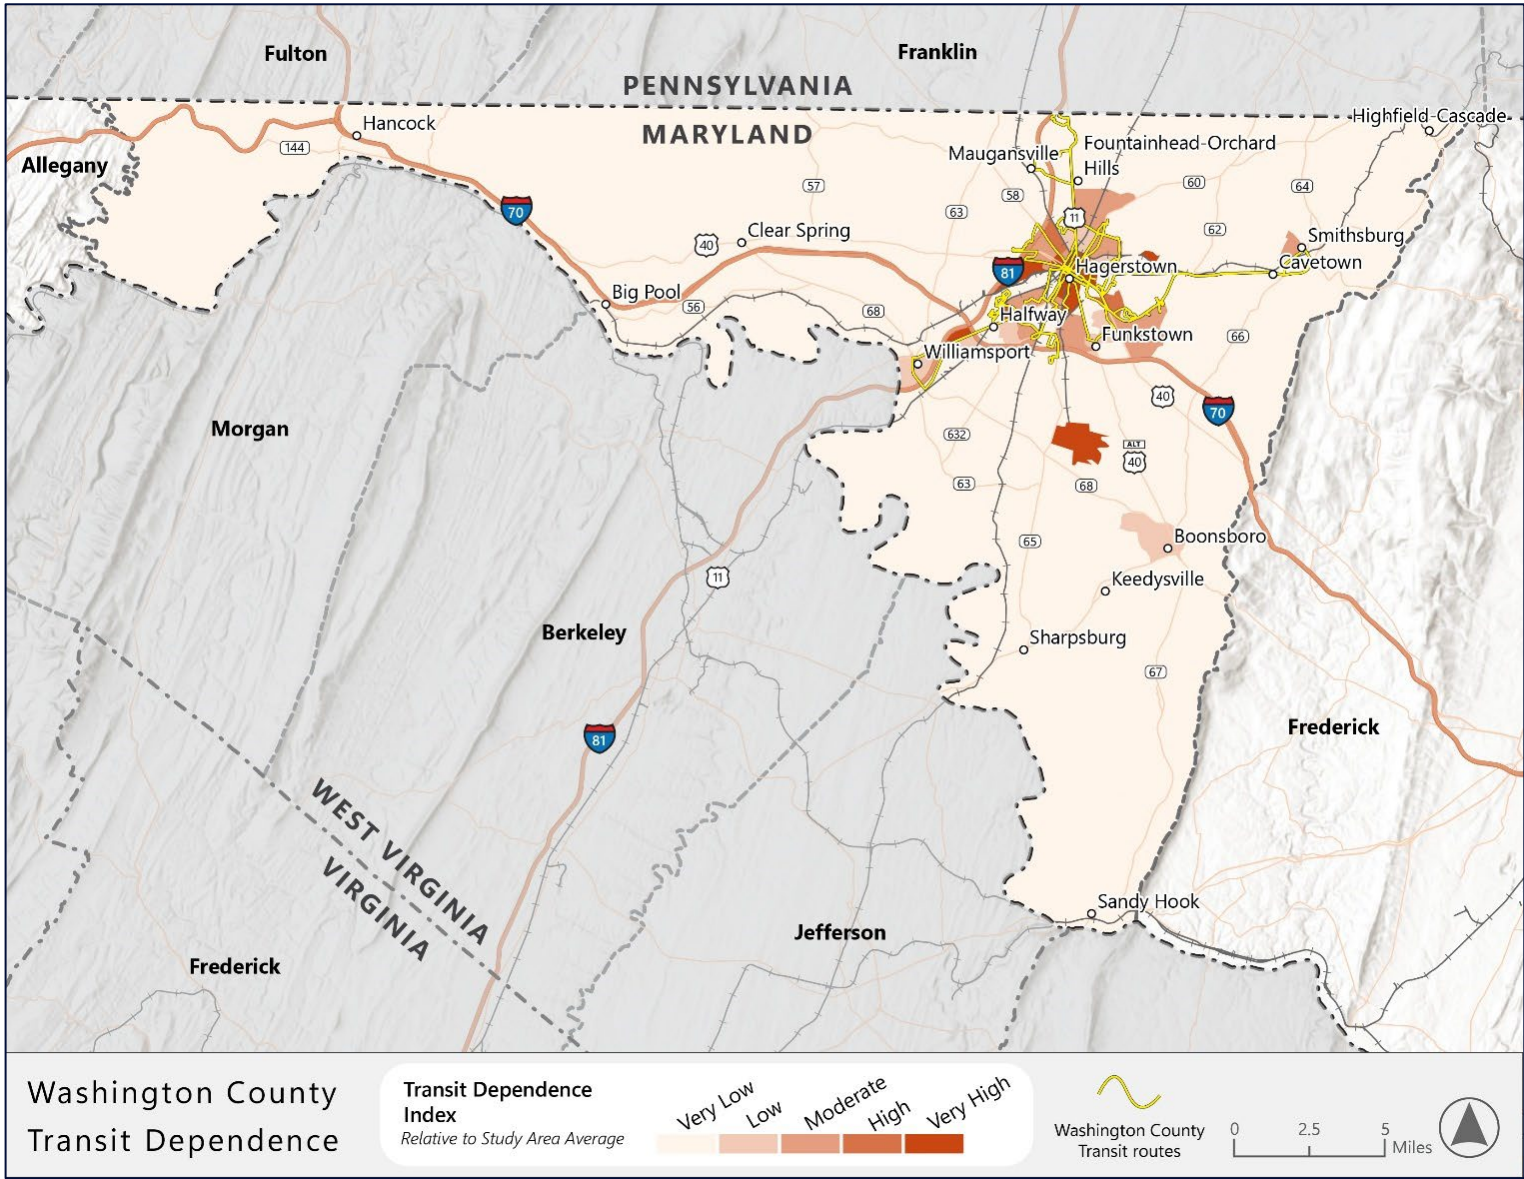 Fulton
Franklin
PENNSYLVANIA
MARYLAND
Hancock
144
Allegany
Highfield-Cascade
Fountainhead-Orchard
Hills
Maugansville
57
58
60
64
63
11
62
70
40
Clear Spring
Smithsburg
Cavetown
81
Hagerstown
Big Pool
56
68
Halfway
Funkstown
66
Williamsport
40
70
Morgan
632
ALT
40
63
68
65
Boonsboro
11
Keedysville
Berkeley
Sharpsburg
67
81
Frederick
WEST VIRGINIA
VIRGINIA
Sandy Hook
Jefferson
Frederick
Washington County
Transit Dependence
Transit Dependence
Index
Relative to Study Area Average
Very Low
Low
Moderate
High
Very High
Washington County
Transit routes
0
2.5
5
Miles